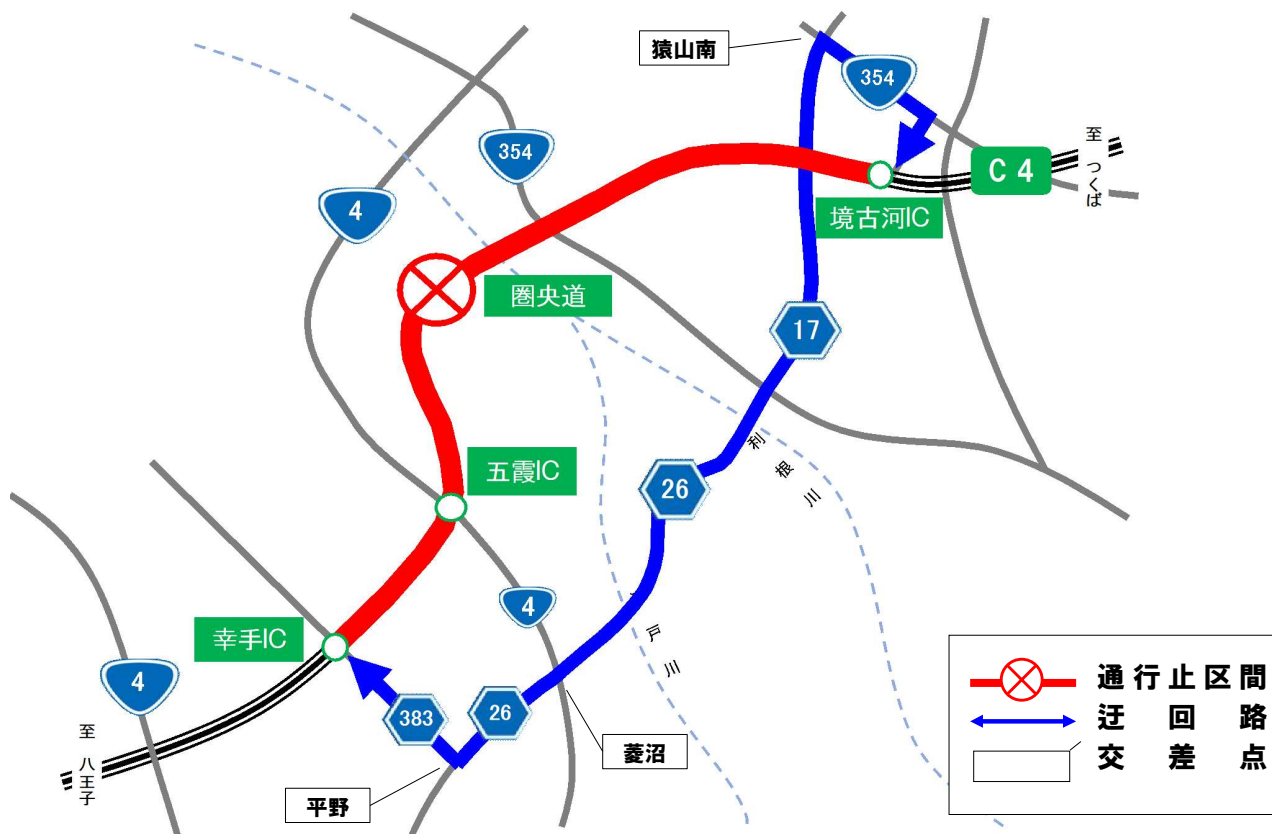 猿山南
354
354
至 つくば
C4
4
境古河IC
圏央道
17
利根川
五霞IC
26
4
戸川
幸手IC
4
383
26
菱沼
至 八王子
平野
通行止区間
迂回路
交差点